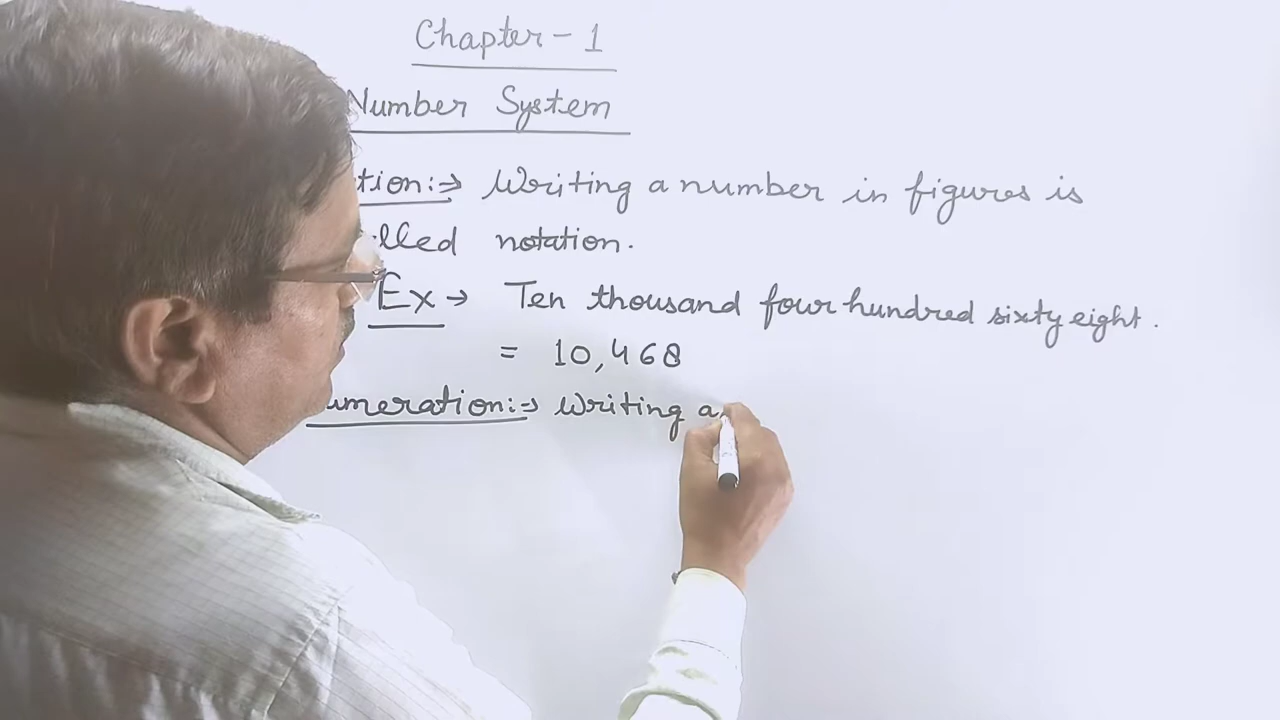 Chapter - 1
Number System
tion:→ Writing a number in figures is
lled notation.
Ex → Ten thousand four hundred sixty eight.
= 10,468
umeration:→ Writing a